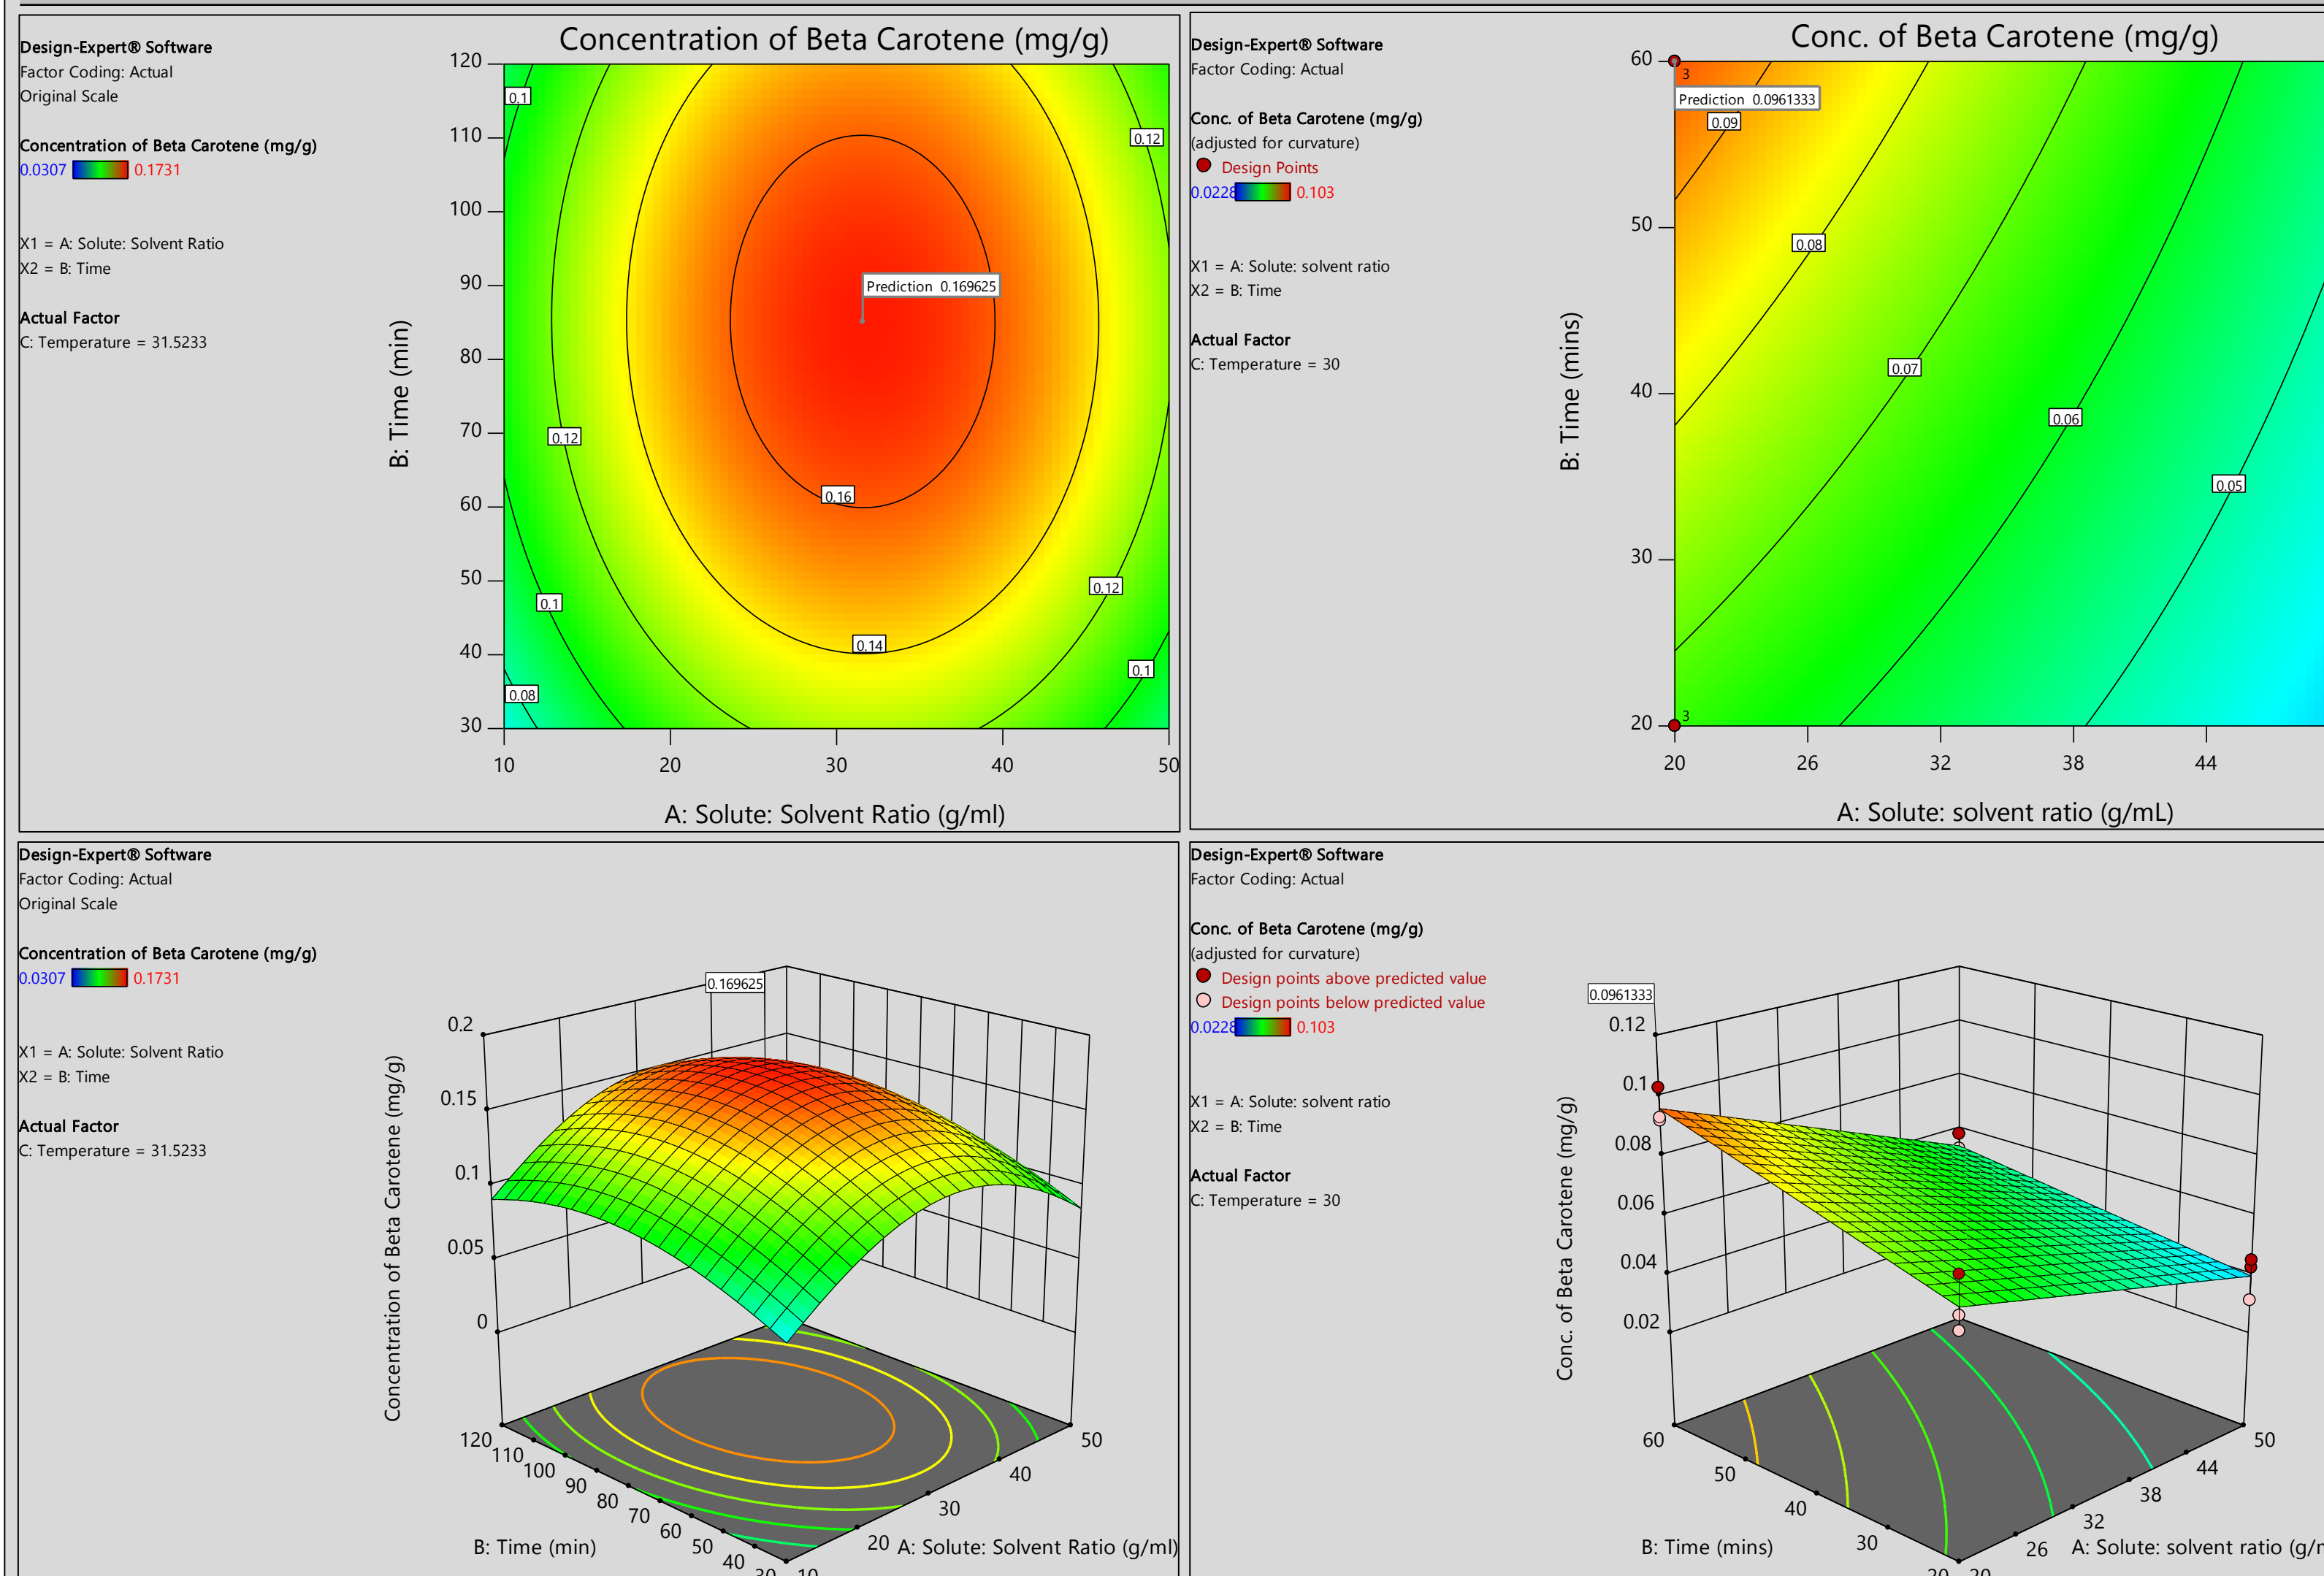 Design-Expert® Software
Factor Coding: Actual
Original Scale
Concentration of Beta Carotene (mg/g)
0.0307 0.1731
X1 = A: Solute: Solvent Ratio
X2 = B: Time
Actual Factor
C: Temperature = 31.5233
Concentration of Beta Carotene (mg/g)
B: Time (min)
120
110
100
90
80
70
60
50
40
30
0.1
0.12
Prediction 0.169625
0.12
0.16
0.12
0.1
0.14
0.1
0.08
10 20 30 40 50
A: Solute: Solvent Ratio (g/ml)
Design-Expert® Software
Factor Coding: Actual
Conc. of Beta Carotene (mg/g)
(adjusted for curvature)
Design Points
0.0228 0.103
X1 = A: Solute: solvent ratio
X2 = B: Time
Actual Factor
C: Temperature = 30
Conc. of Beta Carotene (mg/g)
B: Time (mins)
60
50
40
30
20
3
Prediction 0.0961333
0.09
0.08
0.07
0.06
0.05
3
20 26 32 38 44
A: Solute: solvent ratio (g/mL)
Design-Expert® Software
Factor Coding: Actual
Original Scale
Concentration of Beta Carotene (mg/g)
0.0307 0.1731
X1 = A: Solute: Solvent Ratio
X2 = B: Time
Actual Factor
C: Temperature = 31.5233
Concentration of Beta Carotene (mg/g)
0.169625
0.2
0.15
0.1
0.05
0
120
110
100
90
80
70
60
50
40
30
10
20
30
40
50
B: Time (min)
A: Solute: Solvent Ratio (g/ml)
Design-Expert® Software
Factor Coding: Actual
Conc. of Beta Carotene (mg/g)
(adjusted for curvature)
Design points above predicted value
Design points below predicted value
0.0228 0.103
X1 = A: Solute: solvent ratio
X2 = B: Time
Actual Factor
C: Temperature = 30
Conc. of Beta Carotene (mg/g)
0.0961333
0.12
0.1
0.08
0.06
0.04
0.02
60
50
40
30
20
20
26
32
38
44
50
B: Time (mins)
A: Solute: solvent ratio